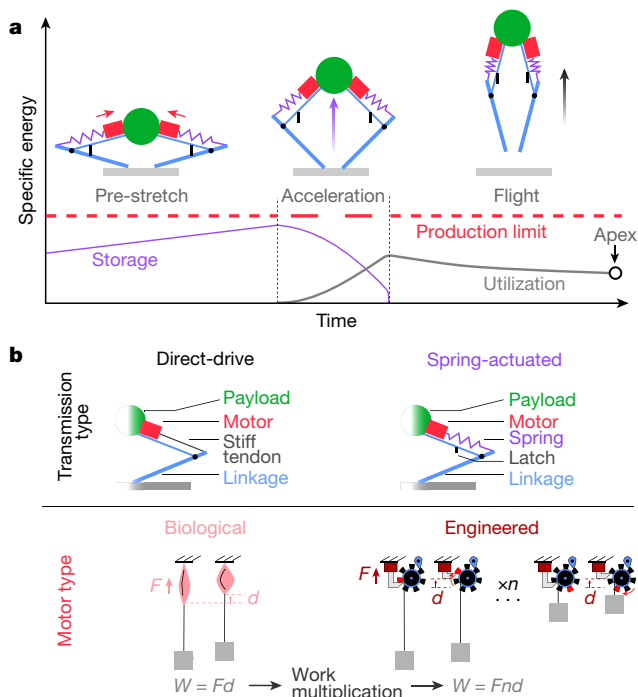 a
Specific energy
Pre-stretch
Acceleration
Flight
Production limit
Apex
Storage
Utilization
Time
b
Transmission
type
Direct-drive
Spring-actuated
Payload
Motor
Stiff
tendon
Linkage
Payload
Motor
Spring
Latch
Linkage
Motor type
Biological
Engineered
F
d
F
d
×n
...
d
W = Fd
Work
multiplication
W = Fnd